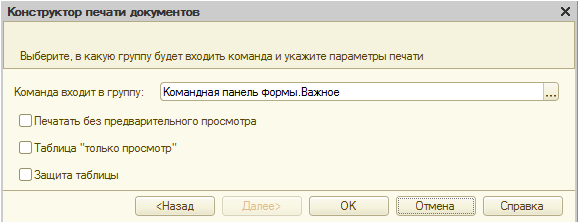 Конструктор печати документов
Выберите, в какую группу будет входить команда и укажите параметры печати
Команда входит в группу: Командная панель формы.Важное ...
Печатать без предварительного просмотра
Таблица "только просмотр"
Защита таблицы
<Назад Далее> ОК Отмена Справка